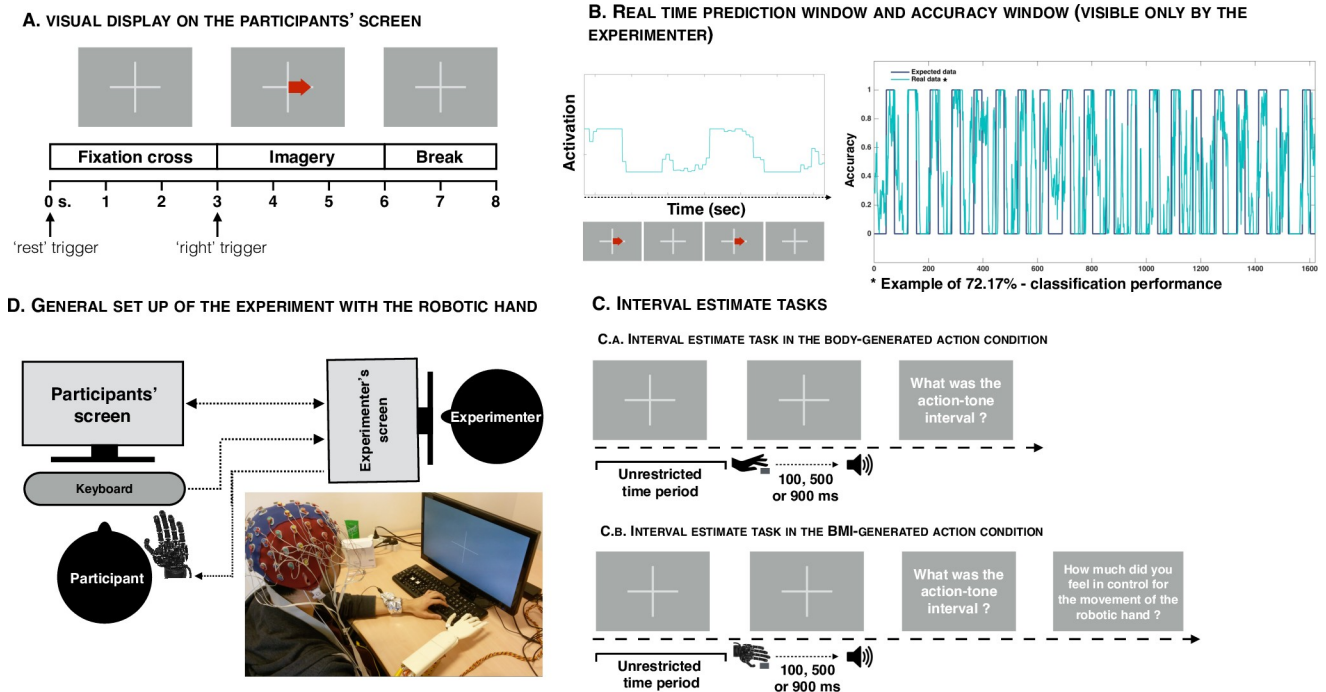 A. VISUAL DISPLAY ON THE PARTICIPANTS' SCREEN
Fixation cross Imagery Break
0 s. 1 2 3 4 5 6 7 8
'rest' trigger 'right' trigger
B. REAL TIME PREDICTION WINDOW AND ACCURACY WINDOW (VISIBLE ONLY BY THE
EXPERIMENTER)
Activation
Time (sec)
Expected data
Real data *
Accuracy
1
0.8
0.6
0.4
0.2
0
0 200 400 600 800 1000 1200 1400 1600
* Example of 72.17% - classification performance
D. GENERAL SET UP OF THE EXPERIMENT WITH THE ROBOTIC HAND
Participants'
screen
Experimenter's
screen
Experimenter
Keyboard
Participant
C. INTERVAL ESTIMATE TASKS
C.A. INTERVAL ESTIMATE TASK IN THE BODY-GENERATED ACTION CONDITION
What was the
action-tone
interval ?
Unrestricted
time period
100, 500
or 900 ms
C.B. INTERVAL ESTIMATE TASK IN THE BMI-GENERATED ACTION CONDITION
What was the
action-tone
interval ?
How much did you
feel in control for
the movement of the
robotic hand ?
Unrestricted
time period
100, 500
or 900 ms